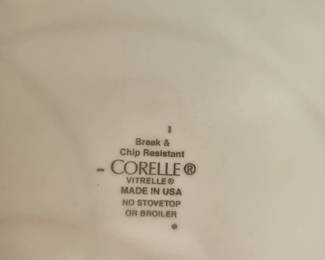 Break &
Chip Resistant
CORELLE®
VITRELLE®
MADE IN USA
NO STOVETOP
OR BROILER